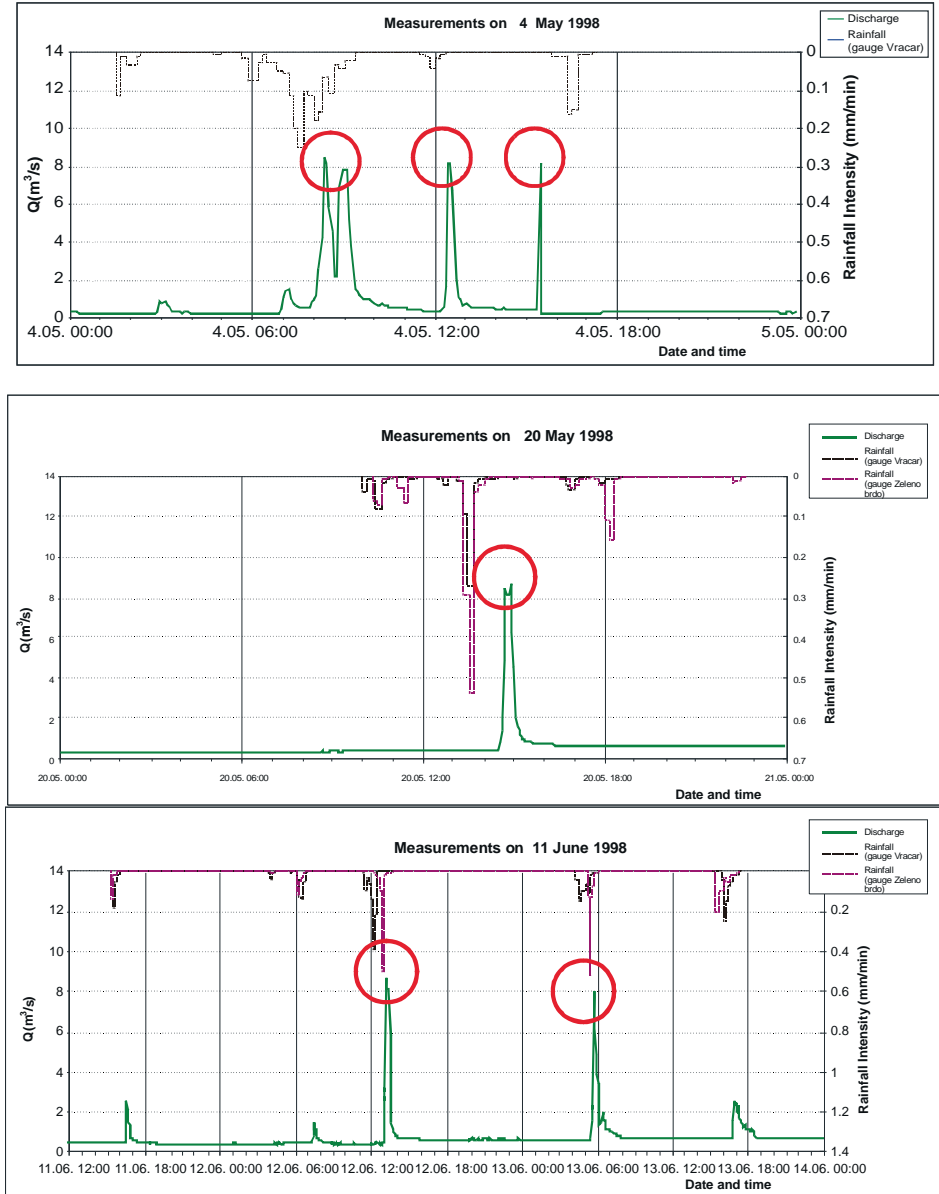 Measurements on 4 May 1998
Discharge
Rainfall
(gauge Vracar)
14
12
10
8
6
4
2
0
Q(m³/s)
0
0.1
0.2
0.3
0.4
0.5
0.6
0.7
Rainfall Intensity (mm/min)
4.05. 00:00
4.05. 06:00
4.05. 12:00
4.05. 18:00
5.05. 00:00
Date and time
Measurements on 20 May 1998
Discharge
Rainfall
(gauge Vracar)
Rainfall
(gauge Zeleno
brdo)
14
12
10
8
6
4
2
0
Q(m³/s)
0
0.1
0.2
0.3
0.4
0.5
0.6
0.7
Rainfall Intensity (mm/min)
20.05. 00:00
20.05. 06:00
20.05. 12:00
20.05. 18:00
21.05. 00:00
Date and time
Measurements on 11 June 1998
Discharge
Rainfall
(gauge Vracar)
Rainfall
(gauge Zeleno
brdo)
14
12
10
8
6
4
2
0
Q(m³/s)
0.2
0.4
0.6
0.8
1
1.2
1.4
Rainfall Intensity (mm/min)
11.06. 12:00
11.06. 18:00
12.06. 00:00
12.06. 06:00
12.06. 12:00
12.06. 18:00
13.06. 00:00
13.06. 06:00
13.06. 12:00
13.06. 18:00
14.06. 00:00
Date and time